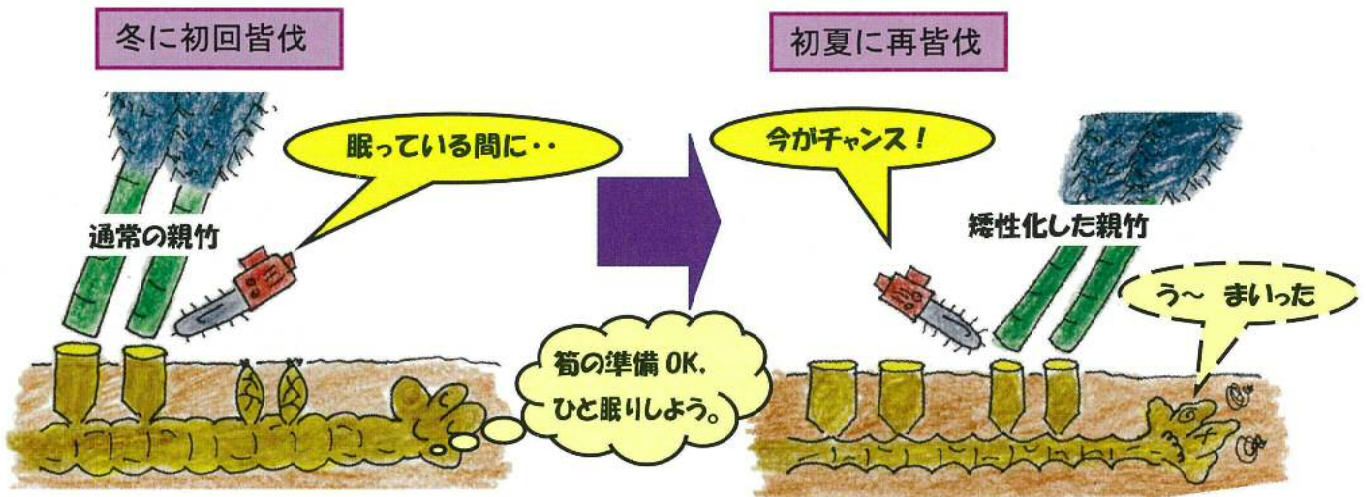 冬に初回皆伐
初夏に再皆伐
眠っている間に・・
今がチャンス！
通常の親竹
矮性化した親竹
う～ まいった
筍の準備OK.
ひと眠りしよう。